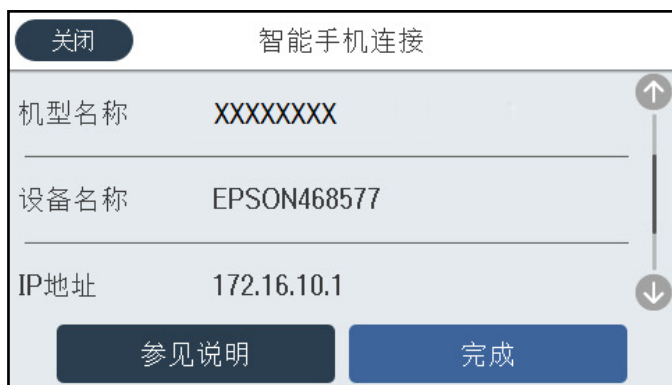 关闭 智能手机连接
机型名称 XXXXXXXX
设备名称 EPSON468577
IP地址 172.16.10.1
参见说明 完成